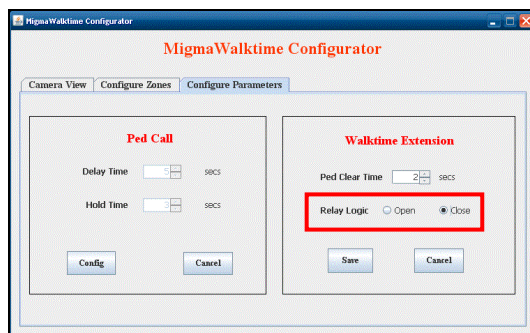 MigmaWalktime Configurator
MigmaWalktime Configurator
Camera View Configure Zones Configure Parameters
Ped Call
Delay Time 5 secs
Hold Time 3 secs
Config Cancel
Walktime Extension
Ped Clear Time 2 secs
Relay Logic Open Close
Save Cancel